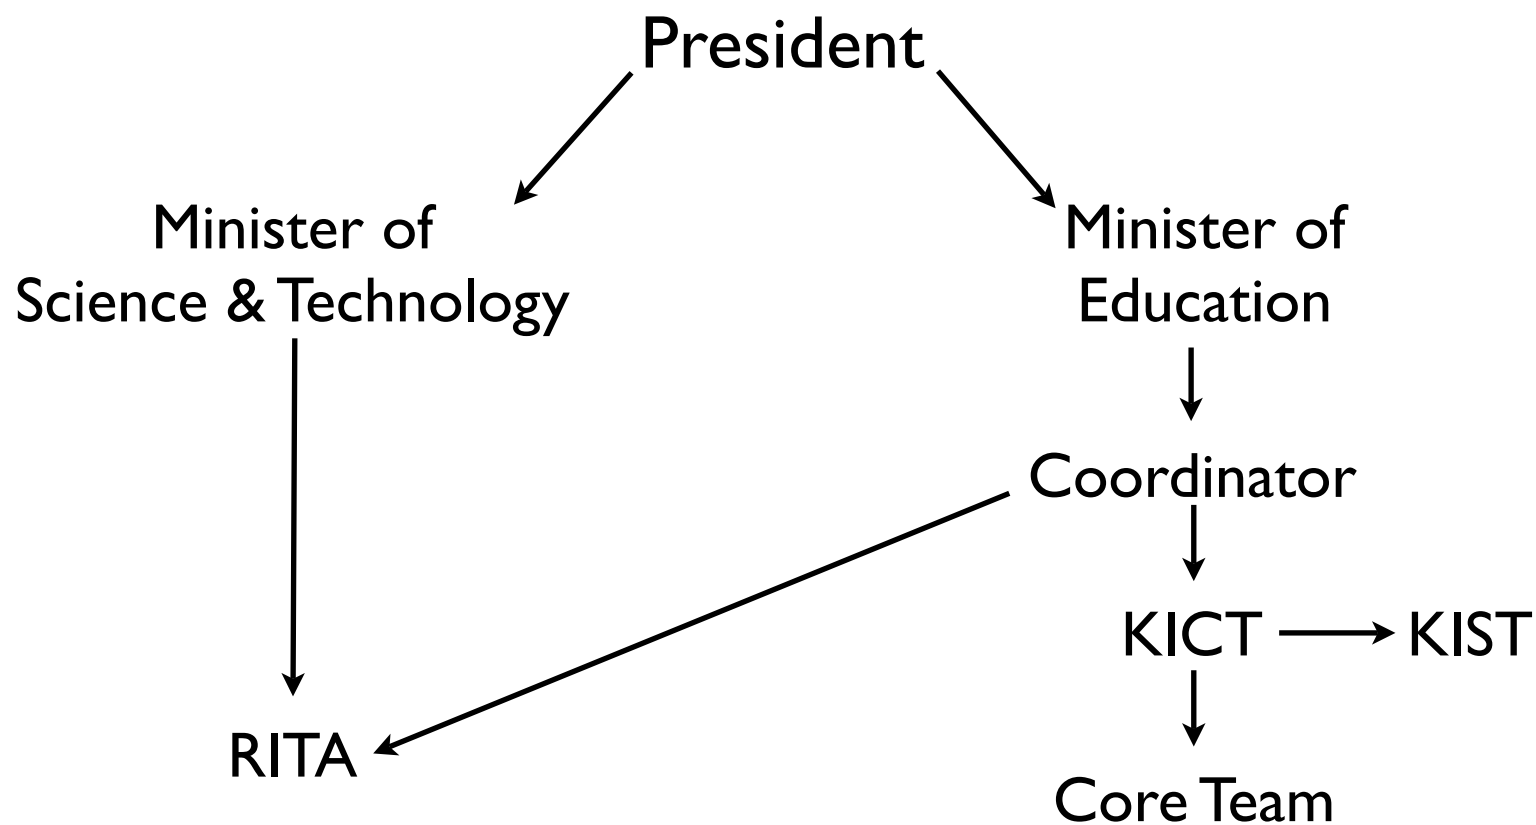 President
Minister of
Science & Technology
Minister of
Education
Coordinator
KICT
KIST
RITA
Core Team